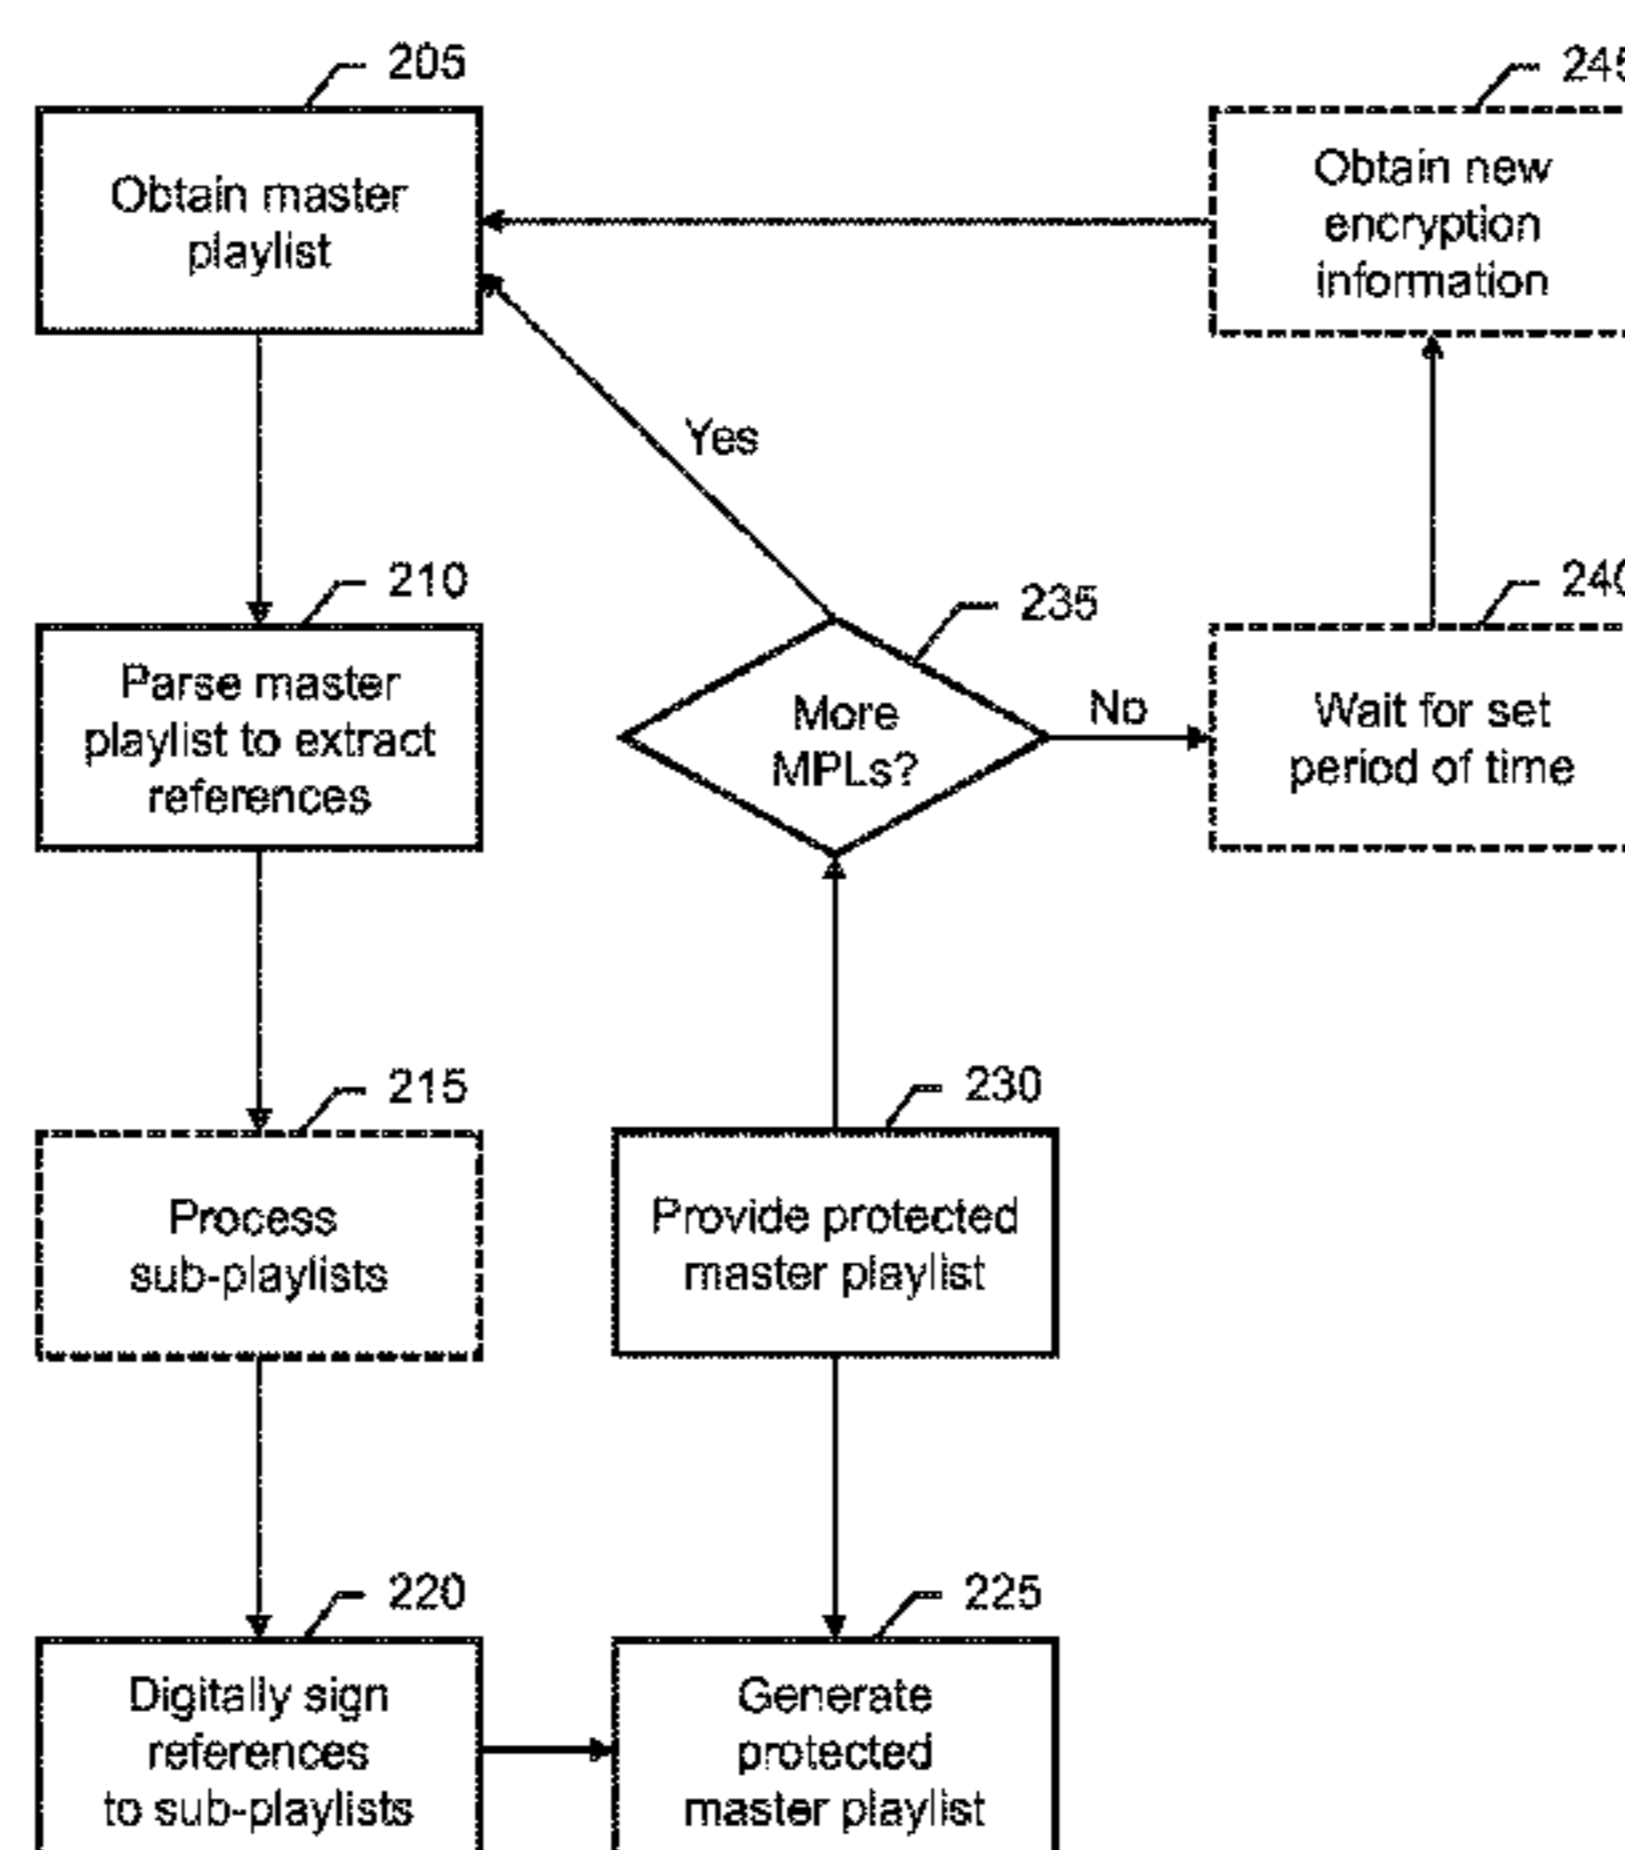 205
Obtain master
playlist
245
Obtain new
encryption
information
Yes
210
Parse master
playlist to extract
references
235
More
MPLs?
No
240
Wait for set
period of time
215
Process
sub-playlists
230
Provide protected
master playlist
220
Digitally sign
references
to sub-playlists
225
Generate
protected
master playlist